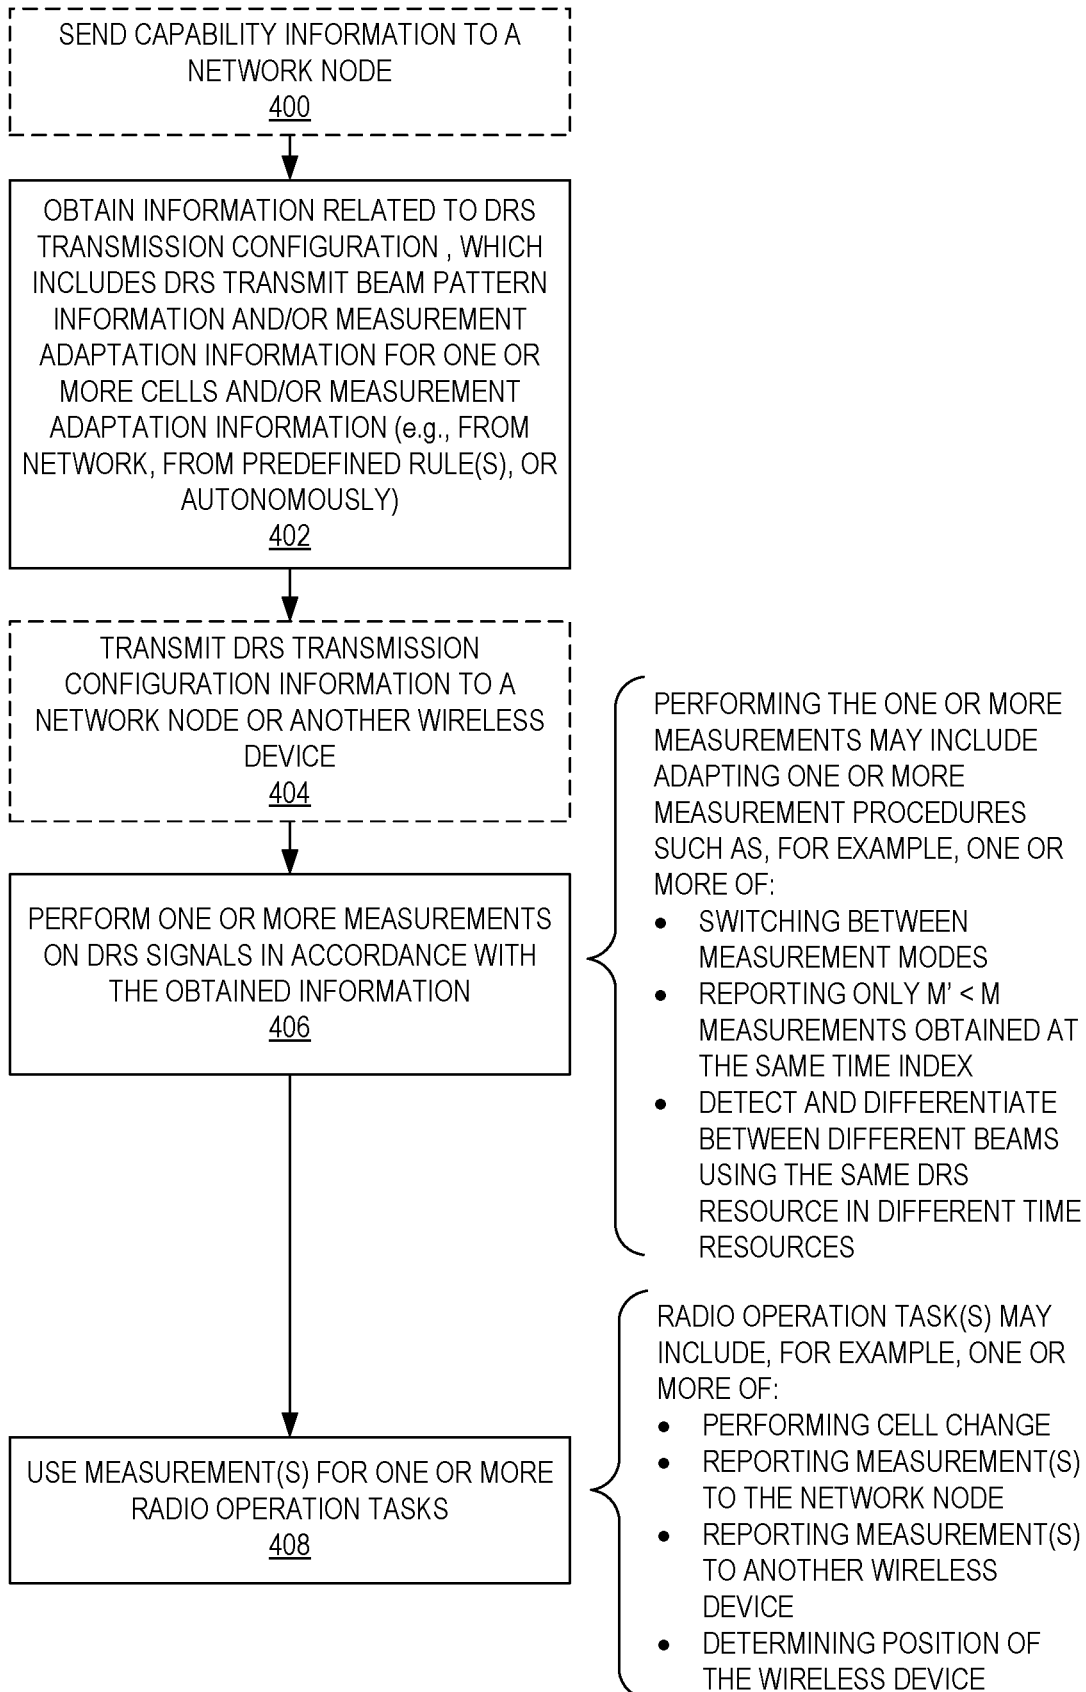 SEND CAPABILITY INFORMATION TO A
NETWORK NODE
400
OBTAIN INFORMATION RELATED TO DRS
TRANSMISSION CONFIGURATION , WHICH
INCLUDES DRS TRANSMIT BEAM PATTERN
INFORMATION AND/OR MEASUREMENT
ADAPTATION INFORMATION FOR ONE OR
MORE CELLS AND/OR MEASUREMENT
ADAPTATION INFORMATION (e.g., FROM
NETWORK, FROM PREDEFINED RULE(S), OR
AUTONOMOUSLY)
402
TRANSMIT DRS TRANSMISSION
CONFIGURATION INFORMATION TO A
NETWORK NODE OR ANOTHER WIRELESS
DEVICE
404
PERFORM ONE OR MORE MEASUREMENTS
ON DRS SIGNALS IN ACCORDANCE WITH
THE OBTAINED INFORMATION
406
PERFORMING THE ONE OR MORE
MEASUREMENTS MAY INCLUDE
ADAPTING ONE OR MORE
MEASUREMENT PROCEDURES
SUCH AS, FOR EXAMPLE, ONE OR
MORE OF:
• SWITCHING BETWEEN
MEASUREMENT MODES
• REPORTING ONLY M' < M
MEASUREMENTS OBTAINED AT
THE SAME TIME INDEX
• DETECT AND DIFFERENTIATE
BETWEEN DIFFERENT BEAMS
USING THE SAME DRS
RESOURCE IN DIFFERENT TIME
RESOURCES
USE MEASUREMENT(S) FOR ONE OR MORE
RADIO OPERATION TASKS
408
RADIO OPERATION TASK(S) MAY
INCLUDE, FOR EXAMPLE, ONE OR
MORE OF:
• PERFORMING CELL CHANGE
• REPORTING MEASUREMENT(S)
TO THE NETWORK NODE
• REPORTING MEASUREMENT(S)
TO ANOTHER WIRELESS
DEVICE
• DETERMINING POSITION OF
THE WIRELESS DEVICE